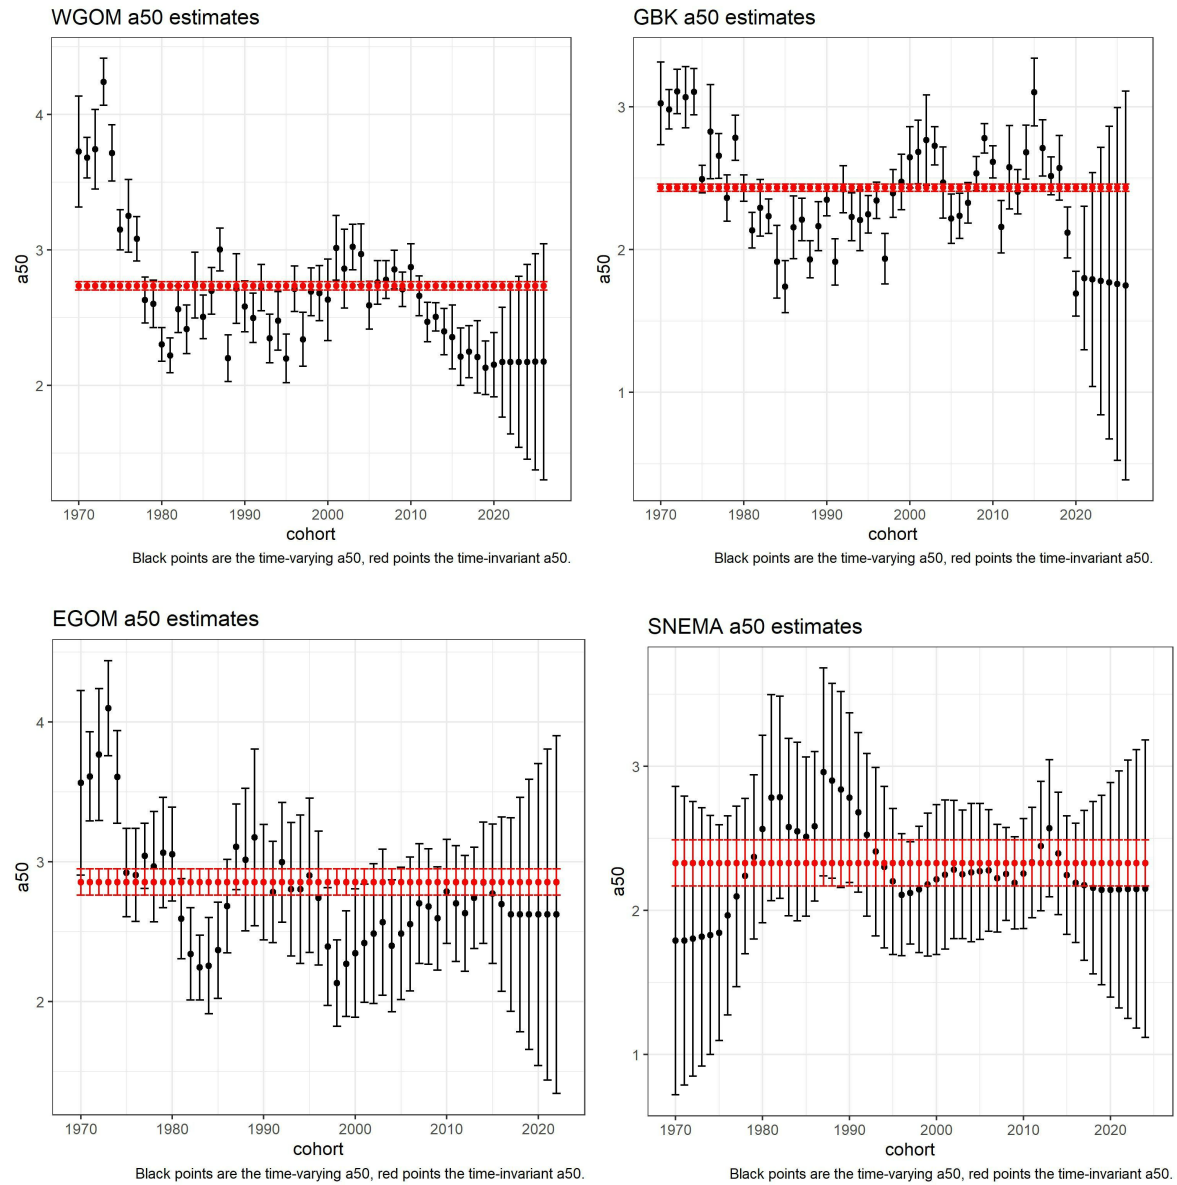 WGOM a50 estimates
4
3
2
a50
1970 1980 1990 2000 2010 2020
cohort
Black points are the time-varying a50, red points the time-invariant a50.
GBK a50 estimates
3
2
1
a50
1970 1980 1990 2000 2010 2020
cohort
Black points are the time-varying a50, red points the time-invariant a50.
EGOM a50 estimates
4
3
2
a50
1970 1980 1990 2000 2010 2020
cohort
Black points are the time-varying a50, red points the time-invariant a50.
SNEMA a50 estimates
3
2
1
a50
1970 1980 1990 2000 2010 2020
cohort
Black points are the time-varying a50, red points the time-invariant a50.